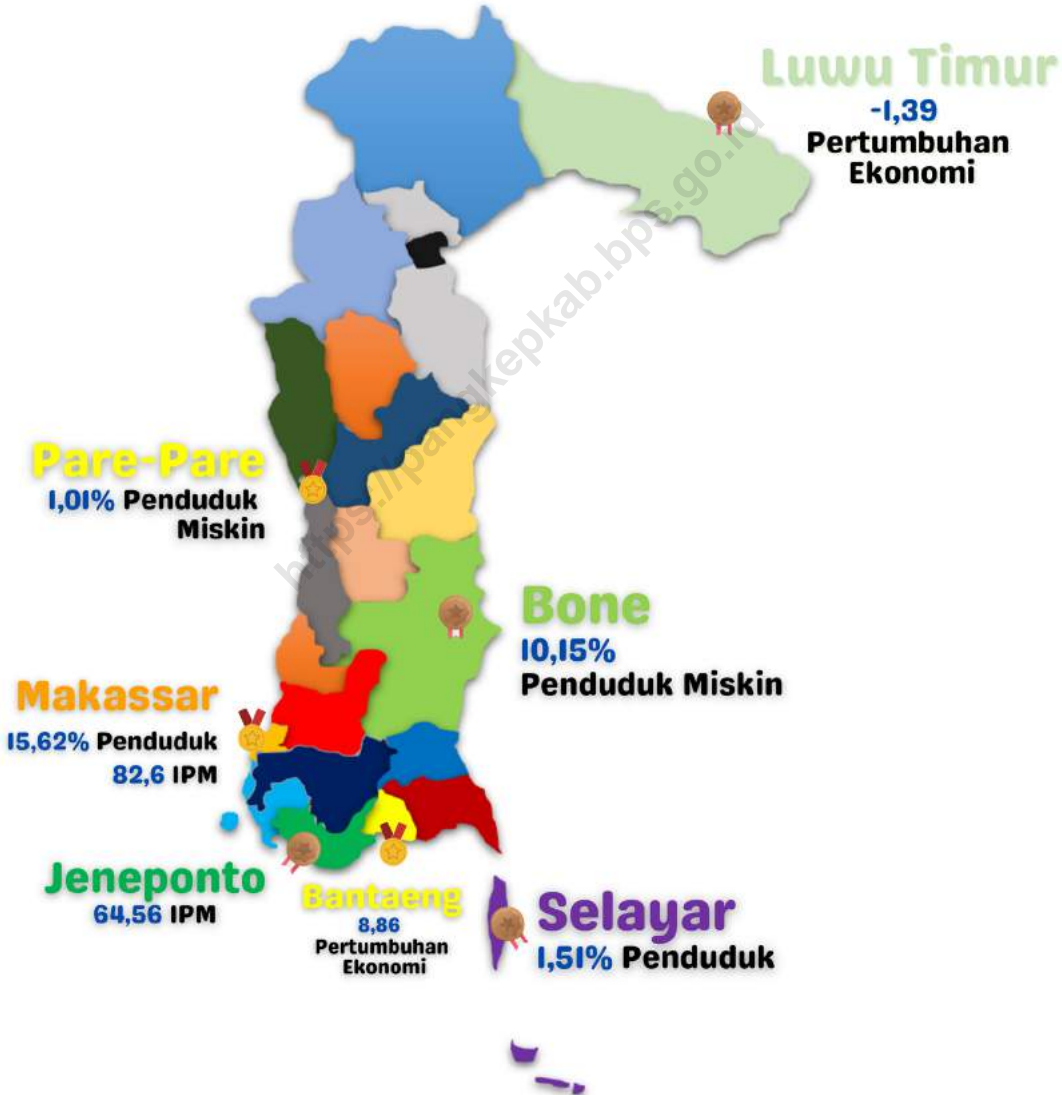 Luwu Timur
-1,39
Pertumbuhan
Ekonomi
https://pangkepkab.bps.go.id
Pare-Pare
1,01% Penduduk
Miskin
Bone
10,15%
Penduduk Miskin
Makassar
15,62% Penduduk
82,6 IPM
Jeneponto
64,56 IPM
Bantaeng
8,86
Pertumbuhan
Ekonomi
Selayar
1,51% Penduduk